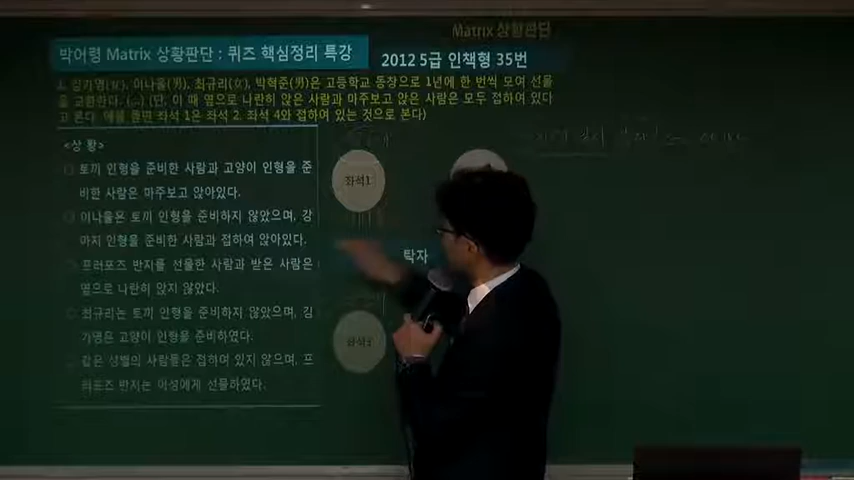 Matrix 상황판단
박어령 Matrix 상황판단 : 퀴즈 핵심정리 특강
2012 5급 인책형 35번
김가영(女), 이나울(男), 최규리(女), 박혁준(男)은 고등학교 동창으로 1년에 한 번씩 모여 선물
을 교환한다. (...) (단, 이 때 옆으로 나란히 앉은 사람과 마주보고 앉은 사람은 모두 접하여 있다
고 본다. 예를 들면 좌석 1은 좌석 2, 좌석 4와 접하여 있는 것으로 본다)
<상 황>
토끼 인형을 준비한 사람과 고양이 인형을 준
비한 사람은 마주보고 앉아있다.
이나울은 토끼 인형을 준비하지 않았으며, 강
아지 인형을 준비한 사람과 접하여 앉아있다.
프러포즈 반지를 선물한 사람과 받은 사람은
옆으로 나란히 앉지 않았다.
최규리는 토끼 인형을 준비하지 않았으며, 김
가영은 고양이 인형을 준비하였다.
같은 성별의 사람들은 접하여 있지 않으며, 프
러포즈 반지는 이성에게 선물하였다.
좌석1
탁자